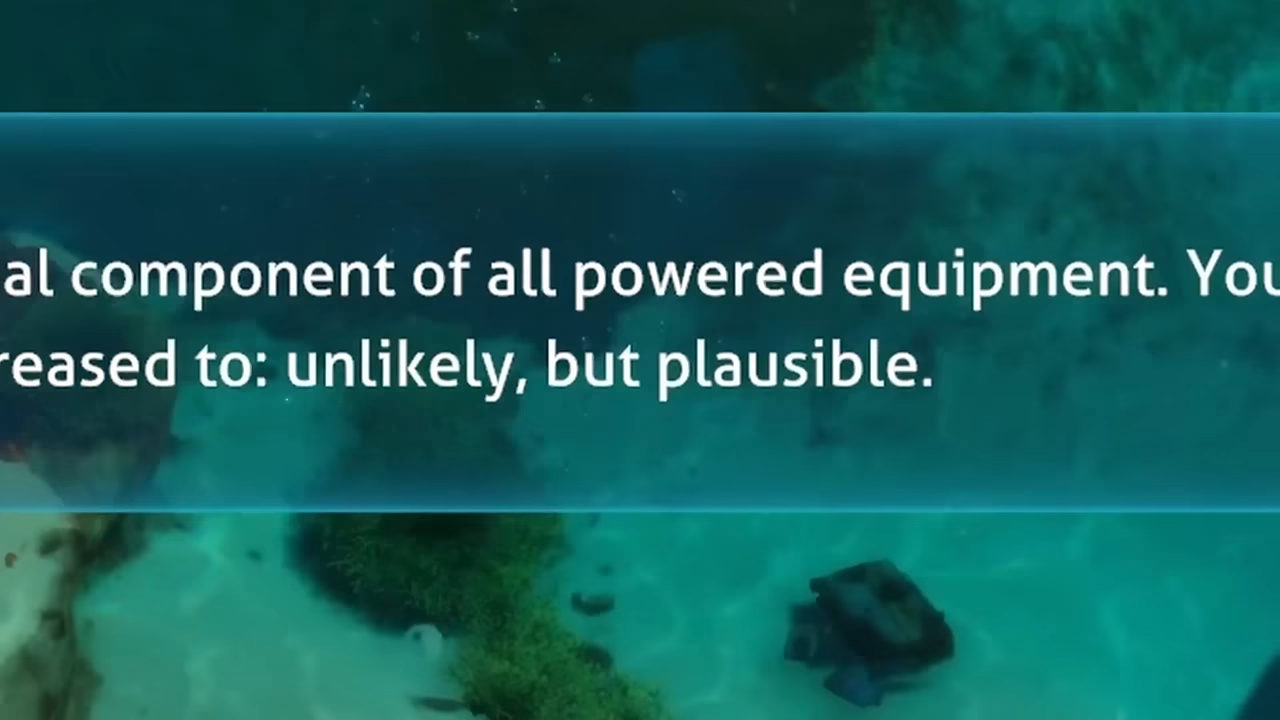 al component of all powered equipment. You
reased to: unlikely, but plausible.